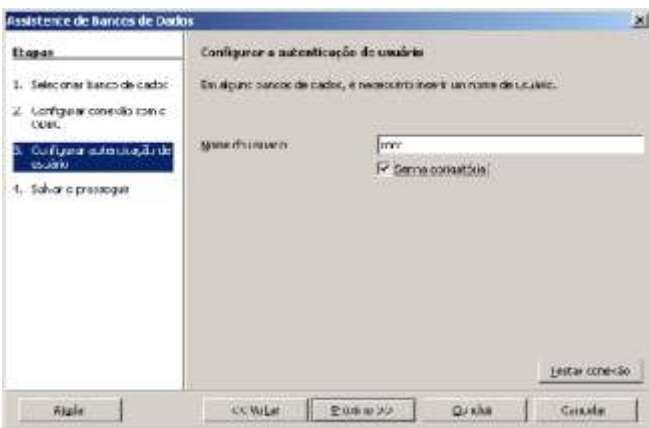 Assistente de Bancos de Dados
Etapas
1. Selecionar banco de dados
2. Configurar conexão com o
ODBC
3. Configurar autenticação de
usuário
4. Salvar e prosseguir
Configurar a autenticação do usuário
Em alguns bancos de dados, é necessário inserir um nome de usuário.
Nome do usuário
Senha obrigatória
Testar conexão
Ajuda
<< Voltar
Próximo >>
Concluir
Cancelar